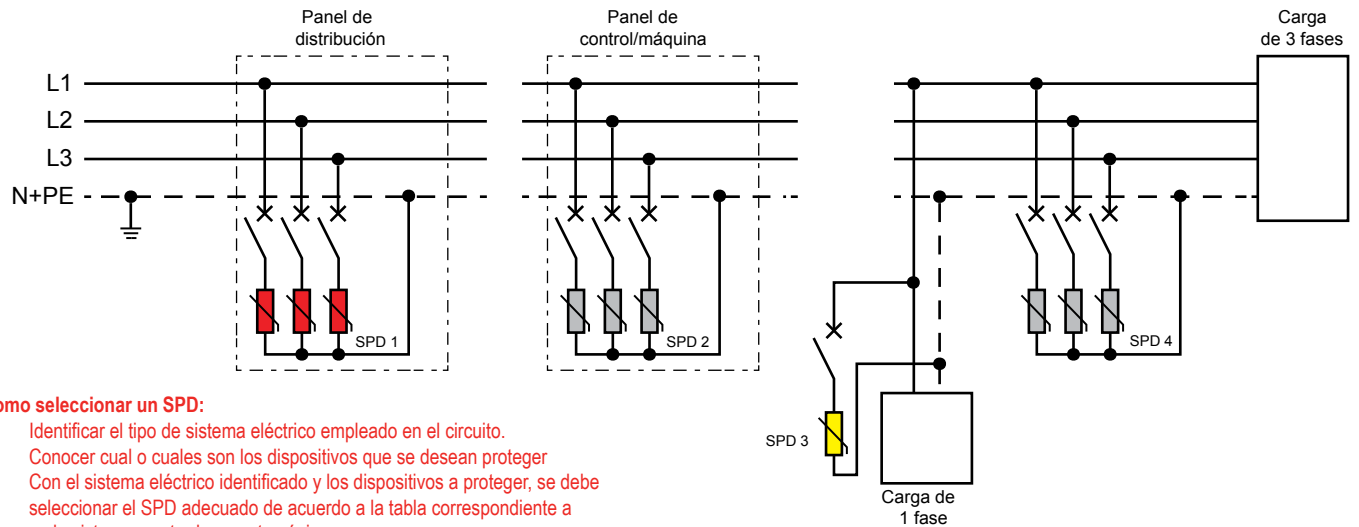 Panel de
distribución
Panel de
control/máquina
Carga
de 3 fases
L1
L2
L3
N+PE
SPD 1
SPD 2
SPD 4
SPD 3
Carga de
1 fase
omo seleccionar un SPD:
Identificar el tipo de sistema eléctrico empleado en el circuito.
Conocer cual o cuales son los dispositivos que se desean proteger
Con el sistema eléctrico identificado y los dispositivos a proteger, se debe
seleccionar el SPD adecuado de acuerdo a la tabla correspondiente a